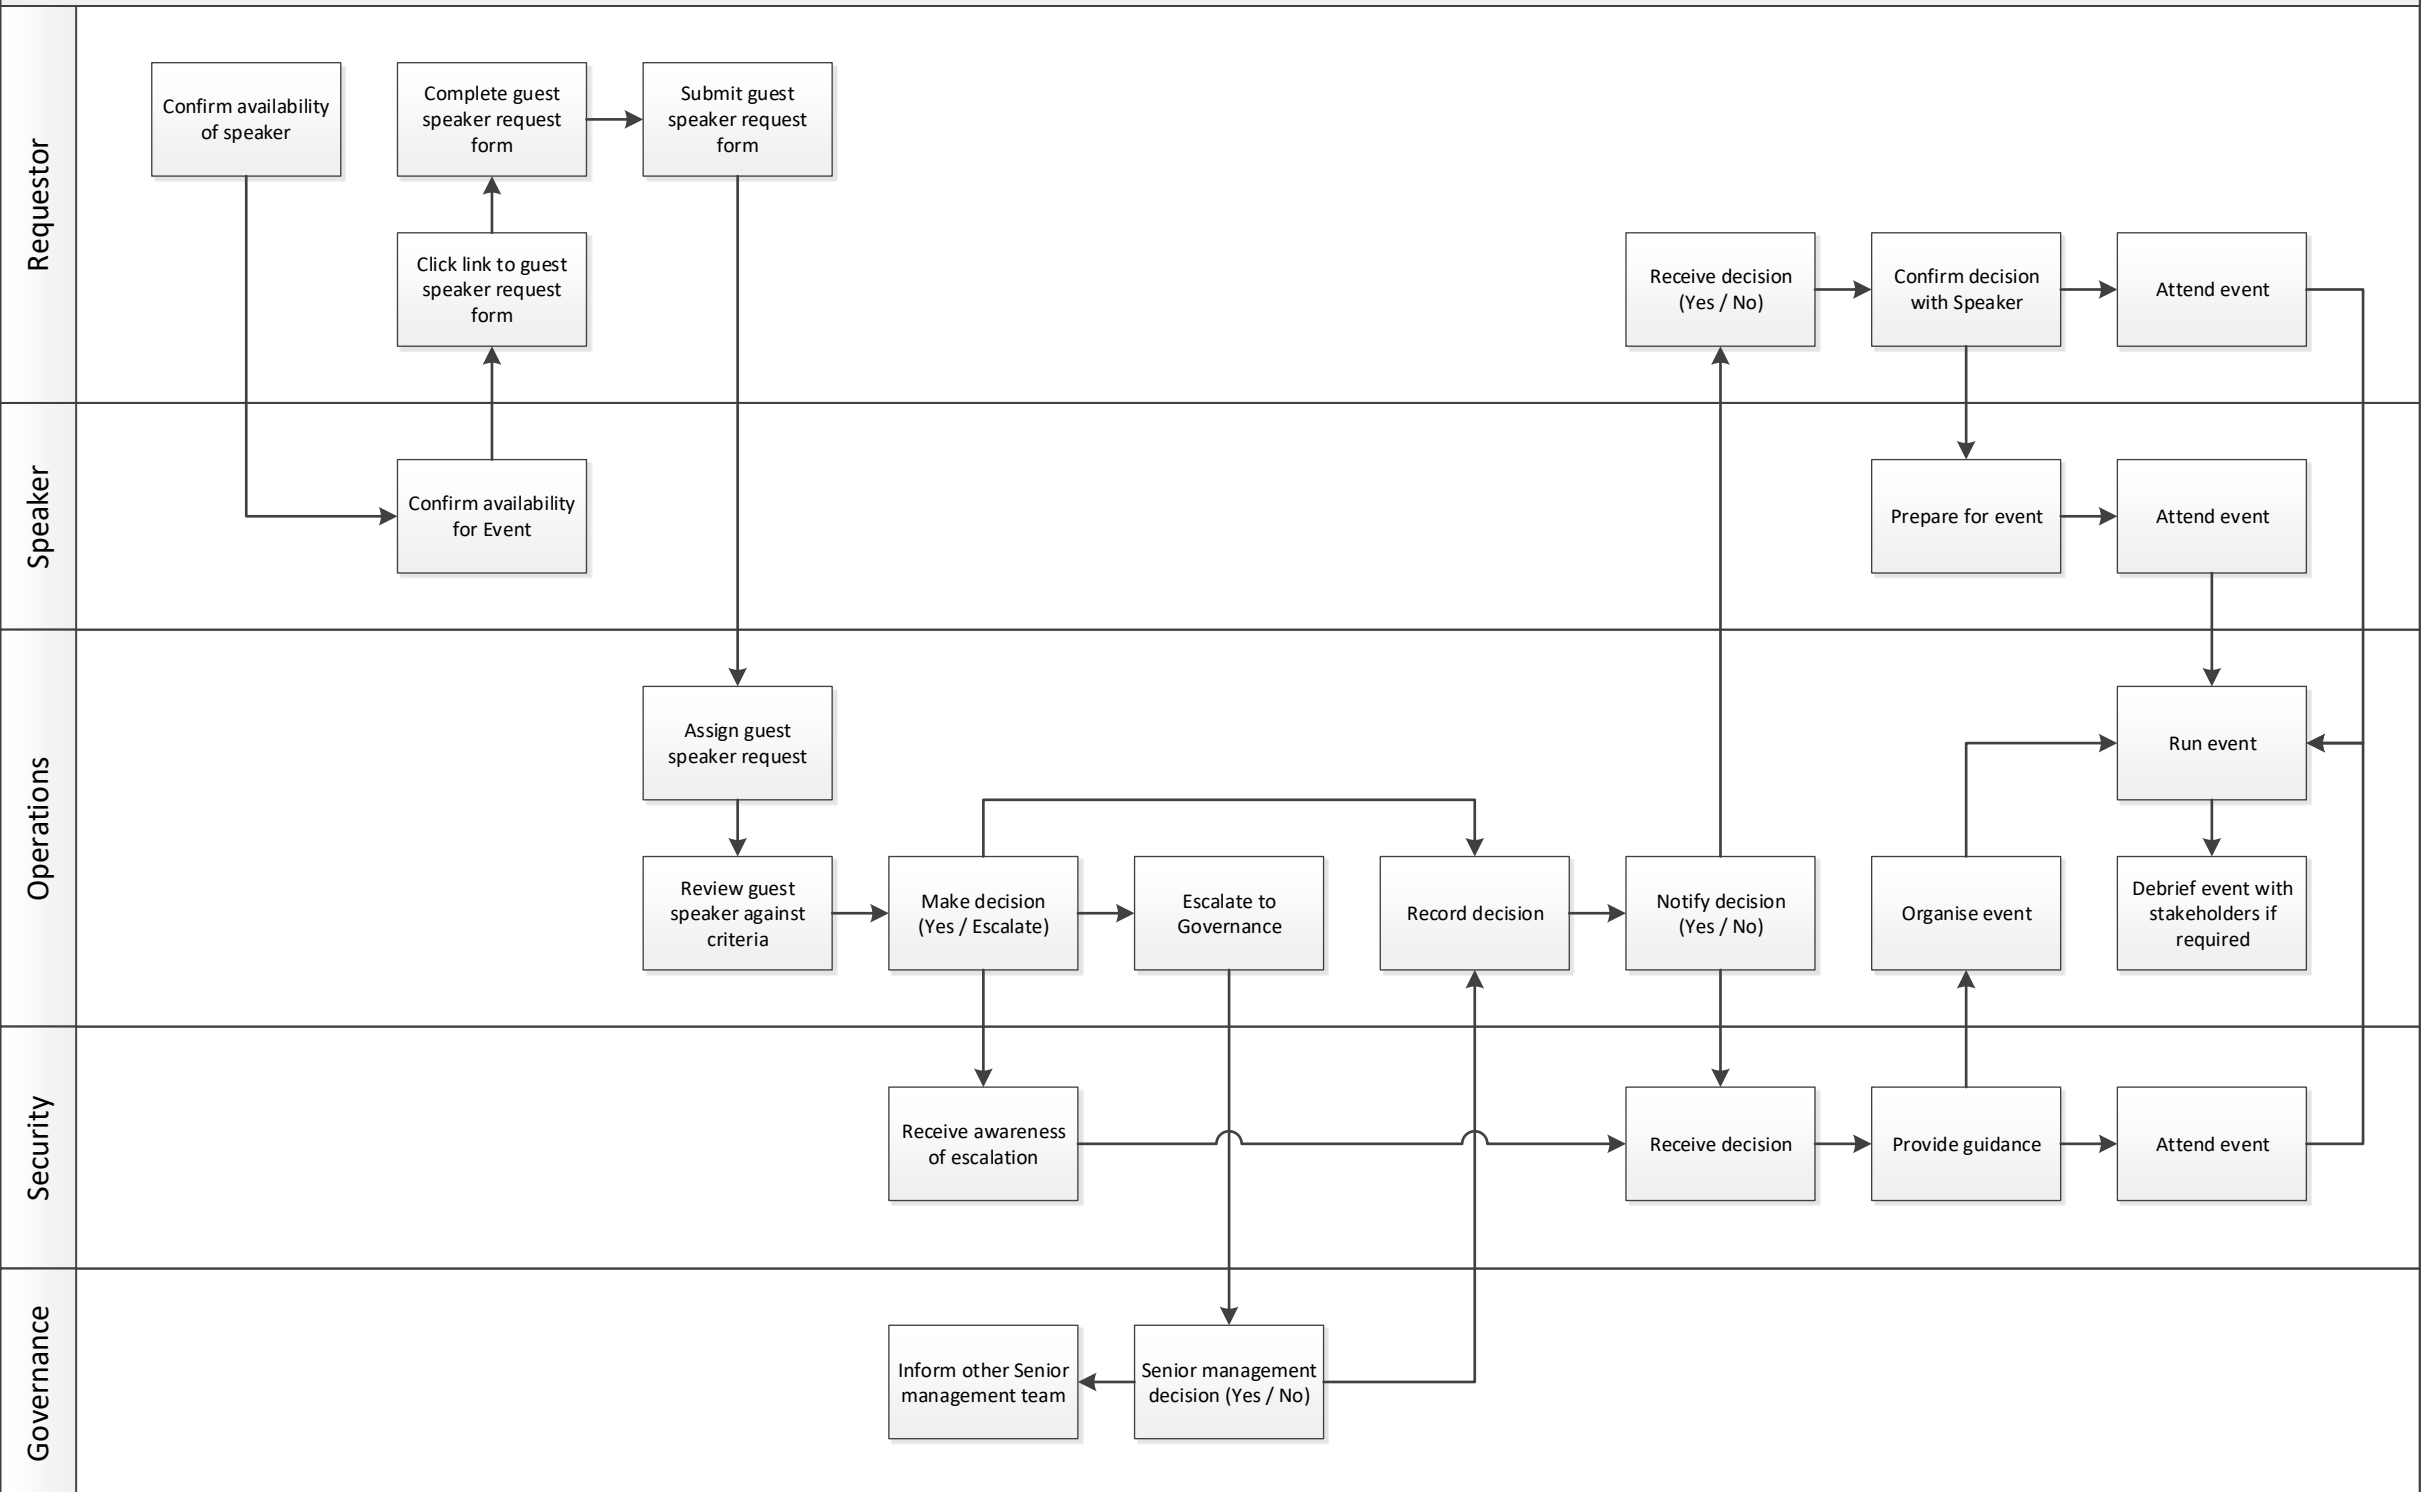 Requestor
Confirm availability
of speaker
Complete guest
speaker request
form
Submit guest
speaker request
form
Click link to guest
speaker request
form
Receive decision
(Yes / No)
Confirm decision
with Speaker
Attend event
Speaker
Confirm availability
for Event
Prepare for event
Attend event
Operations
Assign guest
speaker request
Run event
Review guest
speaker against
criteria
Make decision
(Yes / Escalate)
Escalate to
Governance
Record decision
Notify decision
(Yes / No)
Organise event
Debrief event with
stakeholders if
required
Security
Receive awareness
of escalation
Receive decision
Provide guidance
Attend event
Governance
Inform other Senior
management team
Senior management
decision (Yes / No)